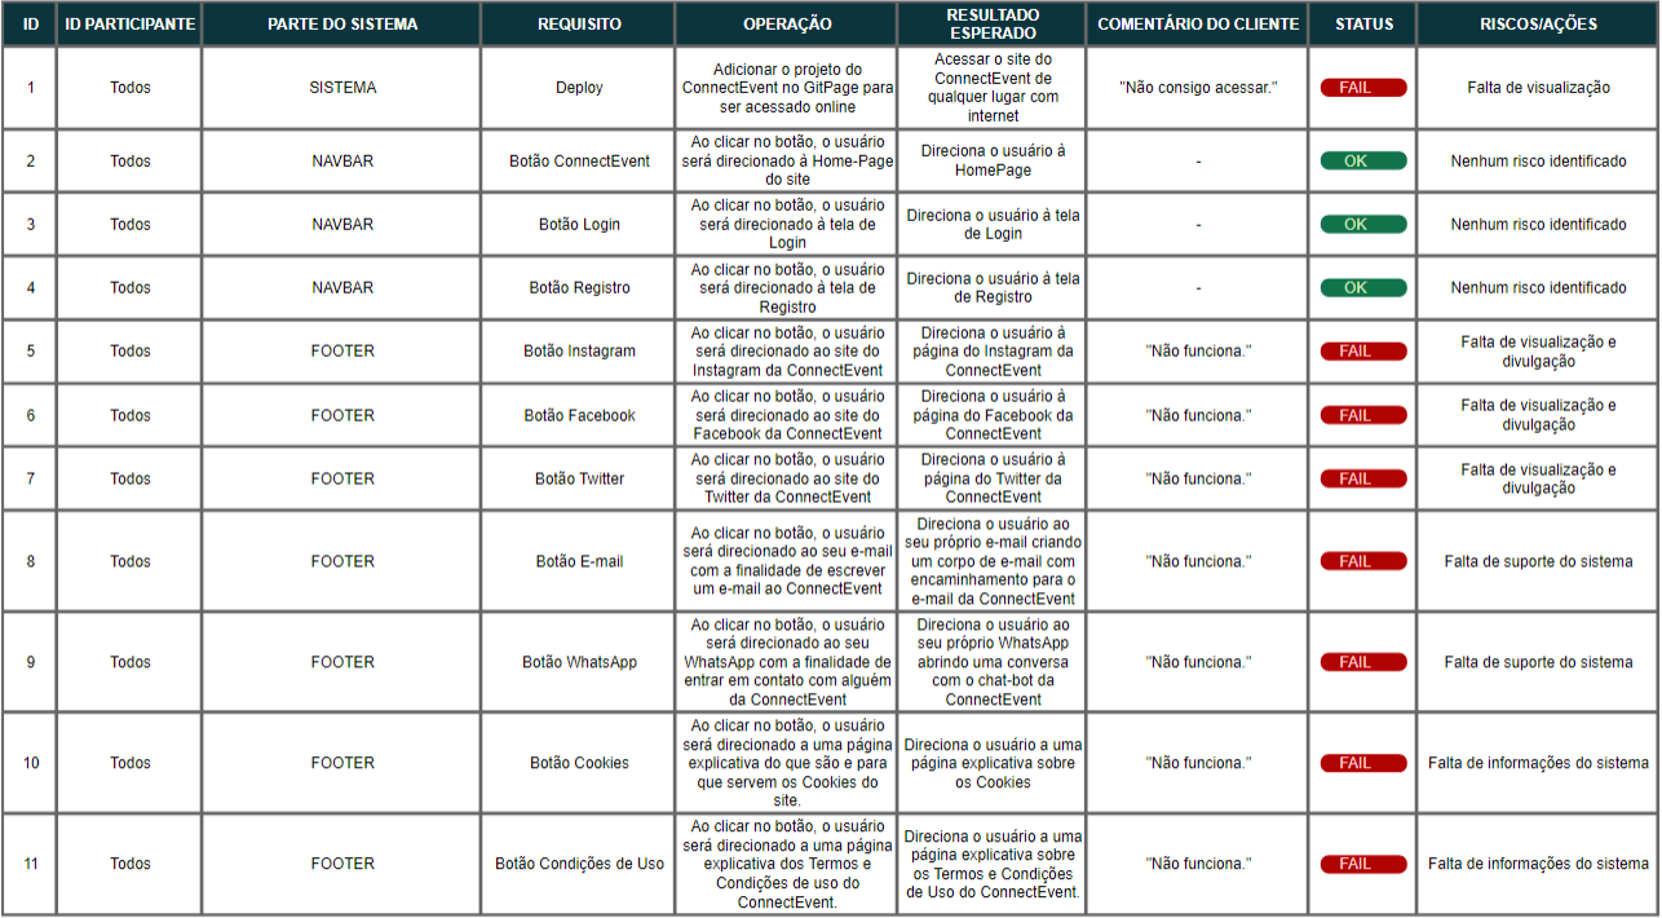 ID
ID PARTICIPANTE
PARTE DO SISTEMA
REQUISITO
OPERAÇÃO
RESULTADO
ESPERADO
COMENTÁRIO DO CLIENTE
STATUS
RISCOS/AÇÕES
1
Todos
SISTEMA
Deploy
Adicionar o projeto do
ConnectEvent no GitPage para
ser acessado online
Acessar o site do
ConnectEvent de
qualquer lugar com
internet
"Não consigo acessar."
FAIL
Falta de visualização
2
Todos
NAVBAR
Botão ConnectEvent
Ao clicar no botão, o usuário
será direcionado à Home-Page
do site
Direciona o usuário à
HomePage
-
OK
Nenhum risco identificado
3
Todos
NAVBAR
Botão Login
Ao clicar no botão, o usuário
será direcionado à tela de
Login
Direciona o usuário à tela
de Login
-
OK
Nenhum risco identificado
4
Todos
NAVBAR
Botão Registro
Ao clicar no botão, o usuário
será direcionado à tela de
Registro
Direciona o usuário à tela
de Registro
-
OK
Nenhum risco identificado
5
Todos
FOOTER
Botão Instagram
Ao clicar no botão, o usuário
será direcionado ao site do
Instagram da ConnectEvent
Direciona o usuário à
página do Instagram da
ConnectEvent
"Não funciona."
FAIL
Falta de visualização e
divulgação
6
Todos
FOOTER
Botão Facebook
Ao clicar no botão, o usuário
será direcionado ao site do
Facebook da ConnectEvent
Direciona o usuário à
página do Facebook da
ConnectEvent
"Não funciona."
FAIL
Falta de visualização e
divulgação
7
Todos
FOOTER
Botão Twitter
Ao clicar no botão, o usuário
será direcionado ao site do
Twitter da ConnectEvent
Direciona o usuário à
página do Twitter da
ConnectEvent
"Não funciona."
FAIL
Falta de visualização e
divulgação
8
Todos
FOOTER
Botão E-mail
Ao clicar no botão, o usuário
será direcionado ao seu e-mail
com a finalidade de escrever
um e-mail ao ConnectEvent
Direciona o usuário ao
seu próprio e-mail criando
um corpo de e-mail com
encaminhamento para o
e-mail da ConnectEvent
"Não funciona."
FAIL
Falta de suporte do sistema
9
Todos
FOOTER
Botão WhatsApp
Ao clicar no botão, o usuário
será direcionado ao seu
WhatsApp com a finalidade de
entrar em contato com alguém
da ConnectEvent
Direciona o usuário ao
seu próprio WhatsApp
abrindo uma conversa
com o chat-bot da
ConnectEvent
"Não funciona."
FAIL
Falta de suporte do sistema
10
Todos
FOOTER
Botão Cookies
Ao clicar no botão, o usuário
será direcionado a uma página
explicativa do que são e para
que servem os Cookies do
site.
Direciona o usuário a uma
página explicativa sobre
os Cookies
"Não funciona."
FAIL
Falta de informações do sistema
11
Todos
FOOTER
Botão Condições de Uso
Ao clicar no botão, o usuário
será direcionado a uma página
explicativa dos Termos e
Condições de uso do
ConnectEvent.
Direciona o usuário a uma
página explicativa sobre
os Termos e Condições
de Uso do ConnectEvent.
"Não funciona."
FAIL
Falta de informações do sistema